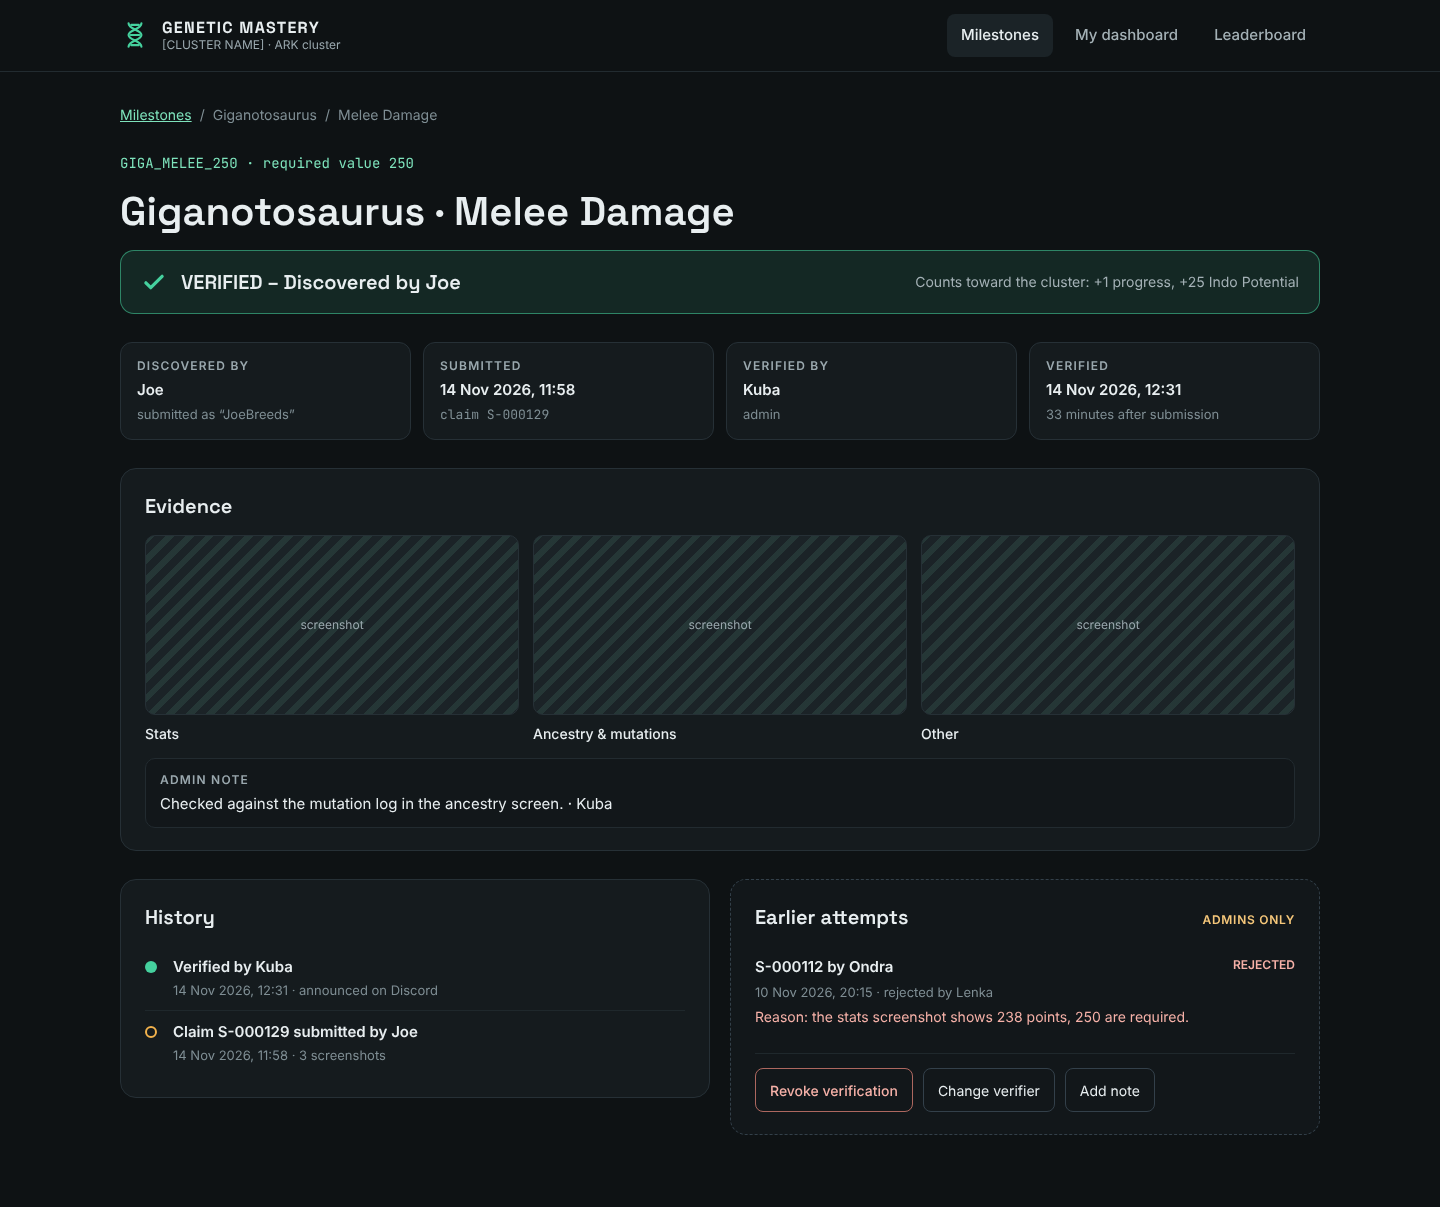 GENETIC MASTERY
[CLUSTER NAME] · ARK cluster
Milestones
My dashboard
Leaderboard
Milestones / Giganotosaurus / Melee Damage
GIGA_MELEE_250 · required value 250
Giganotosaurus · Melee Damage
VERIFIED – Discovered by Joe
Counts toward the cluster: +1 progress, +25 Indo Potential
DISCOVERED BY
Joe
submitted as “JoeBreeds”
SUBMITTED
14 Nov 2026, 11:58
claim S-000129
VERIFIED BY
Kuba
admin
VERIFIED
14 Nov 2026, 12:31
33 minutes after submission
Evidence
screenshot
screenshot
screenshot
Stats
Ancestry & mutations
Other
ADMIN NOTE
Checked against the mutation log in the ancestry screen. · Kuba
History
Verified by Kuba
14 Nov 2026, 12:31 · announced on Discord
Claim S-000129 submitted by Joe
14 Nov 2026, 11:58 · 3 screenshots
Earlier attempts
ADMINS ONLY
S-000112 by Ondra
REJECTED
10 Nov 2026, 20:15 · rejected by Lenka
Reason: the stats screenshot shows 238 points, 250 are required.
Revoke verification
Change verifier
Add note